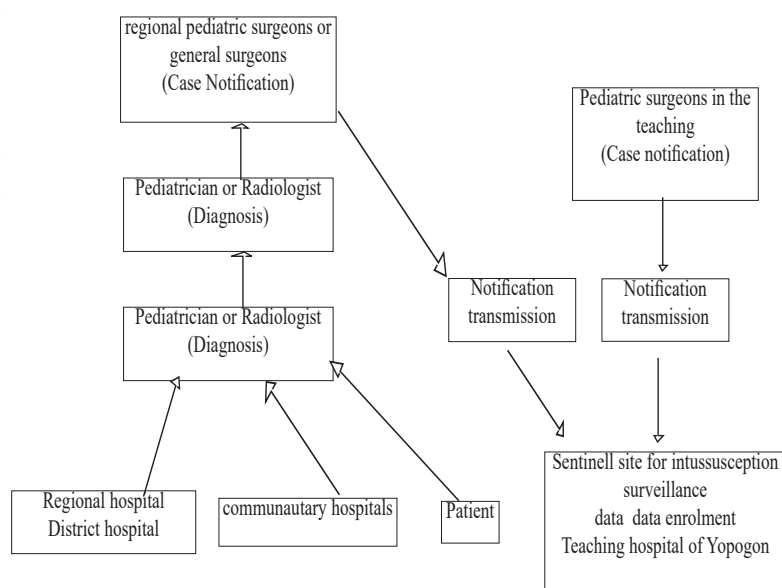 regional pediatric surgeons or
general surgeons
(Case Notification)
Pediatric surgeons in the
teaching
(Case notification)
Pediatrician or Radiologist
(Diagnosis)
Notification
transmission
Notification
transmission
Pediatrician or Radiologist
(Diagnosis)
Regional hospital
District hospital
communautary hospitals
Patient
Sentinell site for intussusception
surveillance
data data enrolment
Teaching hospital of Yopogon